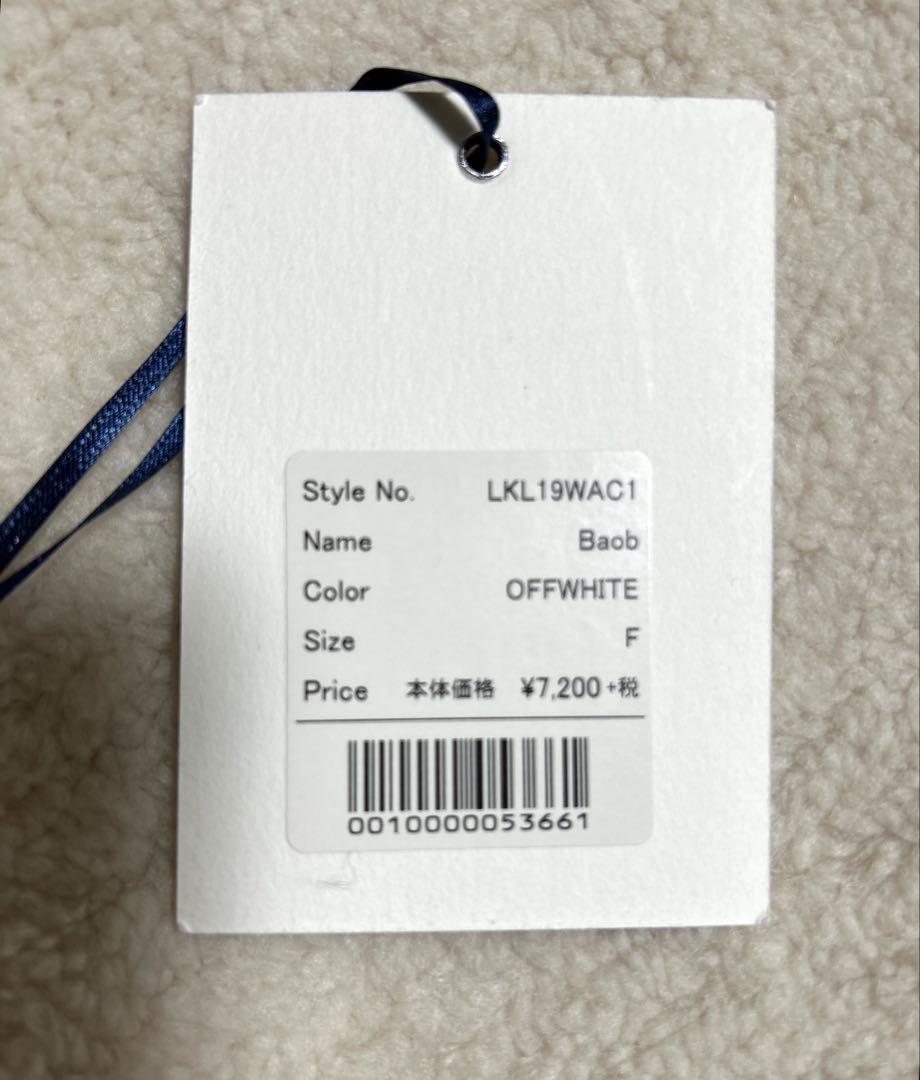 Style No. LKL19WAC1
Name Baob
Color OFFWHITE
Size F
Price 本体価格 ¥7,200+税
0010000053661